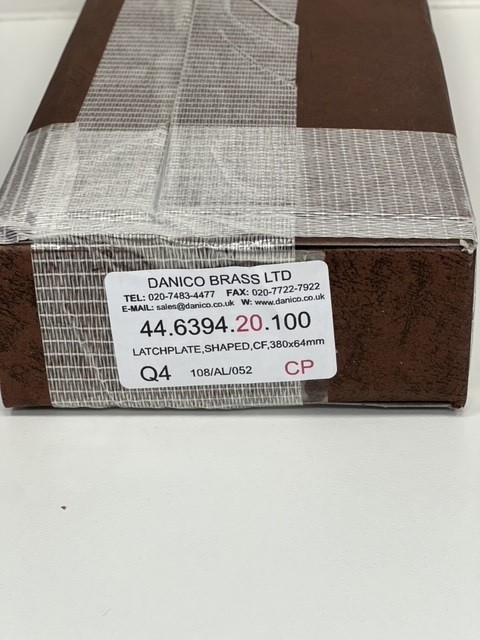 DANICO BRASS LTD
TEL: 020-7483-4477 FAX: 020-7722-7922
E-MAIL: sales@danico.co.uk W: www.danico.co.uk
44.6394.20.100
LATCHPLATE,SHAPED,CF,380x64mm
Q4 108/AL/052 CP